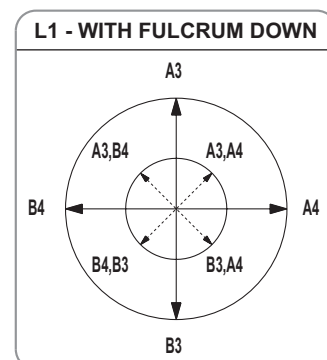 L1 - WITH FULCRUM DOWN
A3
A3,B4 A3,A4
B4 A4
B4,B3 B3,A4
B3